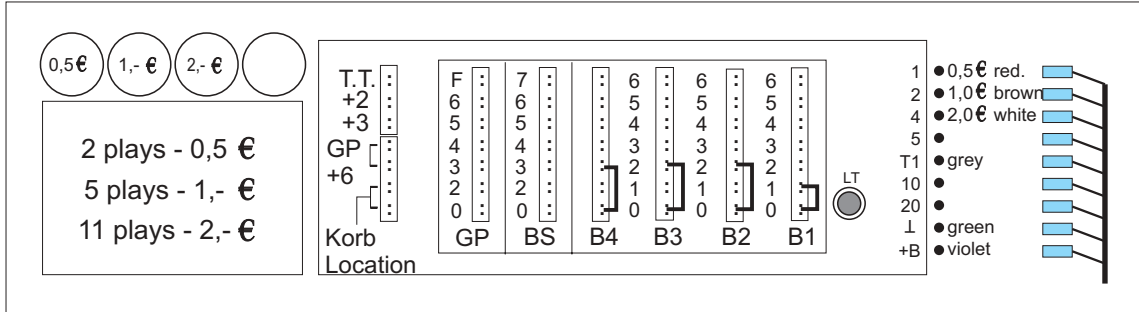 0,5€ 1,- € 2,- €
2 plays - 0,5 €
5 plays - 1,- €
11 plays - 2,- €
T.T.
+2
+3
GP
+6
Korb
Location
F 7 6 6 6
6 6 5 5 5
5 5 4 4 4
4 4 3 3 3
3 3 2 2 2
2 2 1 1 1
0 0 0 0 0
GP BS B4 B3 B2 B1
LT
1 0,5€ red.
2 1,0€ brown
4 2,0€ white
5
T1 grey
10
20
⊥ green
+B violet